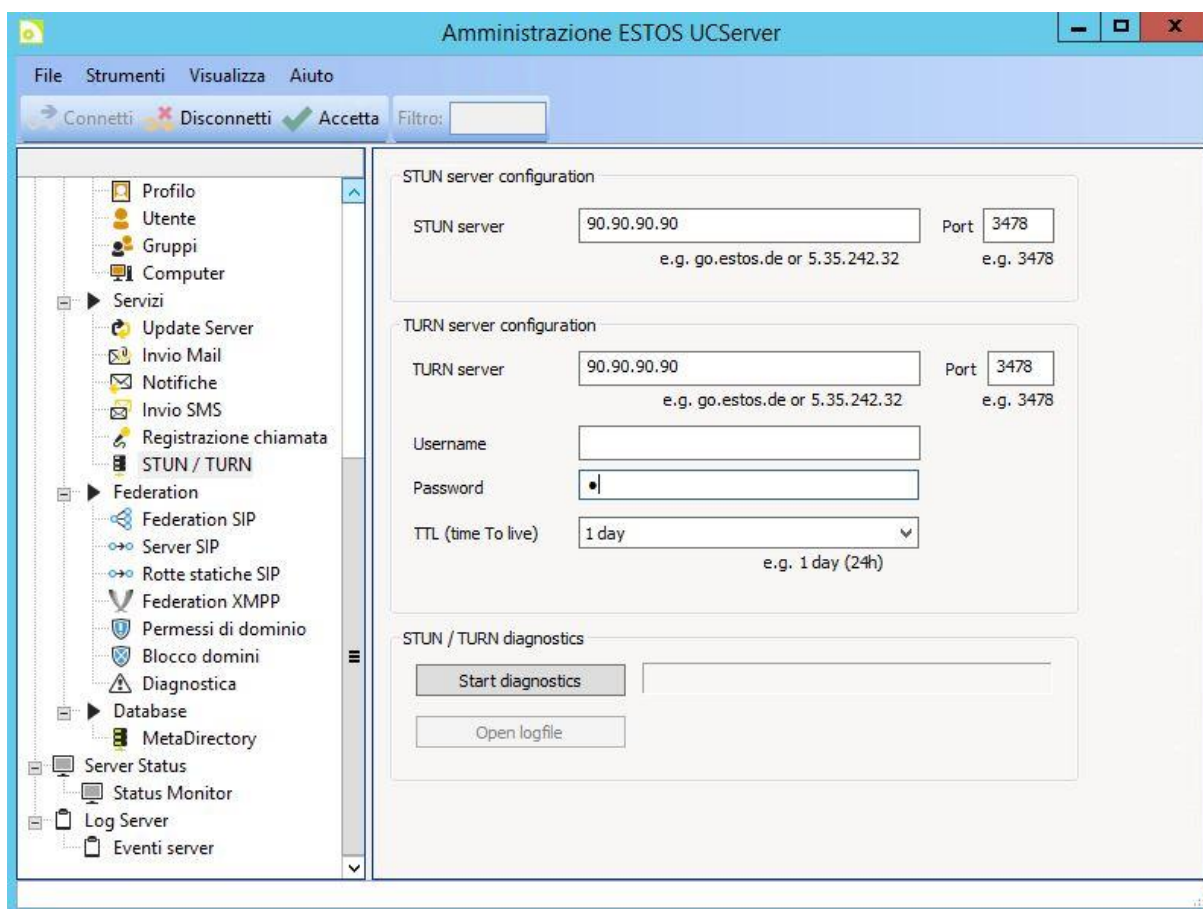 Amministrazione ESTOS UCServer
File Strumenti Visualizza Aiuto
Connetti Disconnetti Accetta Filtro:
Profilo
Utente
Gruppi
Computer
Servizi
Update Server
Invio Mail
Notifiche
Invio SMS
Registrazione chiamata
STUN / TURN
Federation
Federation SIP
Server SIP
Rotte statiche SIP
Federation XMPP
Permessi di dominio
Blocco domini
Diagnostica
Database
MetaDirectory
Server Status
Status Monitor
Log Server
Eventi server
STUN server configuration
STUN server 90.90.90.90 Port 3478
e.g. go.estos.de or 5.35.242.32 e.g. 3478
TURN server configuration
TURN server 90.90.90.90 Port 3478
e.g. go.estos.de or 5.35.242.32 e.g. 3478
Username
Password ●
TTL (time To live) 1 day
e.g. 1 day (24h)
STUN / TURN diagnostics
Start diagnostics
Open logfile